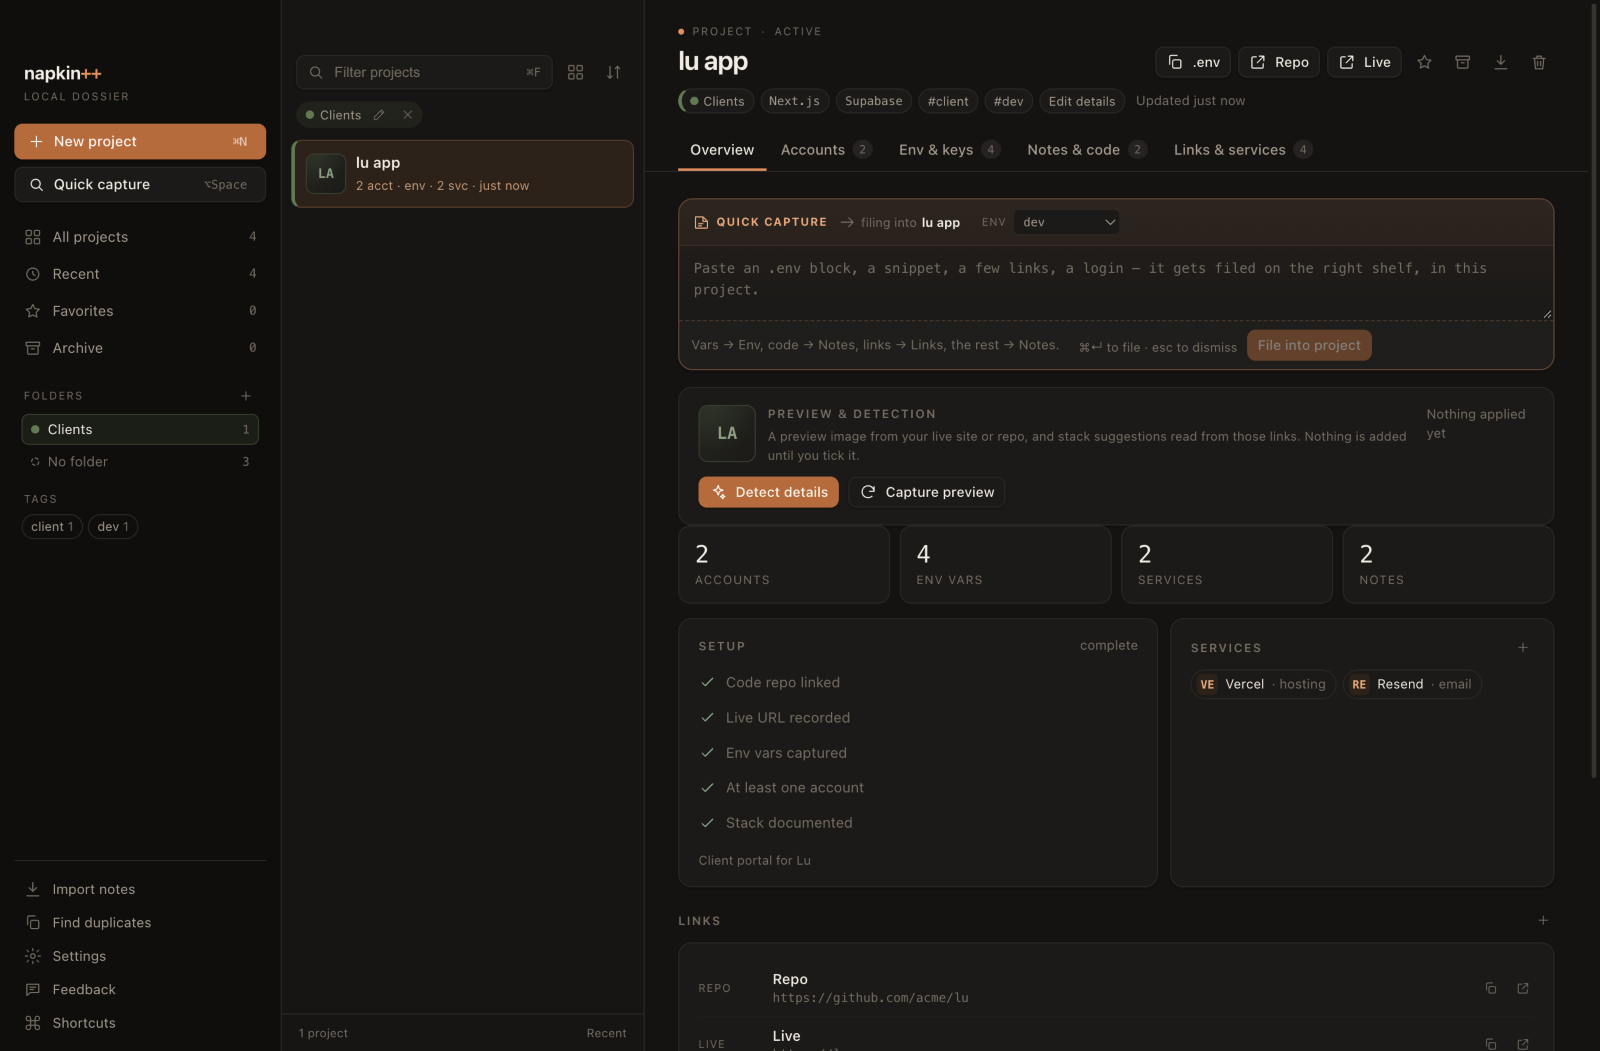 napkin++
LOCAL DOSSIER
New project ⌘N
Quick capture ⌥Space
All projects 4
Recent 4
Favorites 0
Archive 0
FOLDERS
Clients 1
No folder 3
TAGS
client 1 dev 1
Import notes
Find duplicates
Settings
Feedback
Shortcuts
Filter projects ⌘F
Clients
LA
lu app
2 acct · env · 2 svc · just now
1 project Recent
PROJECT · ACTIVE
lu app
.env Repo Live
Clients Next.js Supabase #client #dev Edit details Updated just now
Overview Accounts 2 Env & keys 4 Notes & code 2 Links & services 4
QUICK CAPTURE → filing into lu app ENV dev
Paste an .env block, a snippet, a few links, a login — it gets filed on the right shelf, in this
project.
Vars → Env, code → Notes, links → Links, the rest → Notes. ⌘↵ to file · esc to dismiss File into project
LA
PREVIEW & DETECTION
A preview image from your live site or repo, and stack suggestions read from those links. Nothing is added
until you tick it.
Nothing applied
yet
Detect details Capture preview
2
ACCOUNTS
4
ENV VARS
2
SERVICES
2
NOTES
SETUP complete
Code repo linked
Live URL recorded
Env vars captured
At least one account
Stack documented
Client portal for Lu
SERVICES
VE Vercel · hosting RE Resend · email
LINKS
REPO
Repo
https://github.com/acme/lu
LIVE
Live